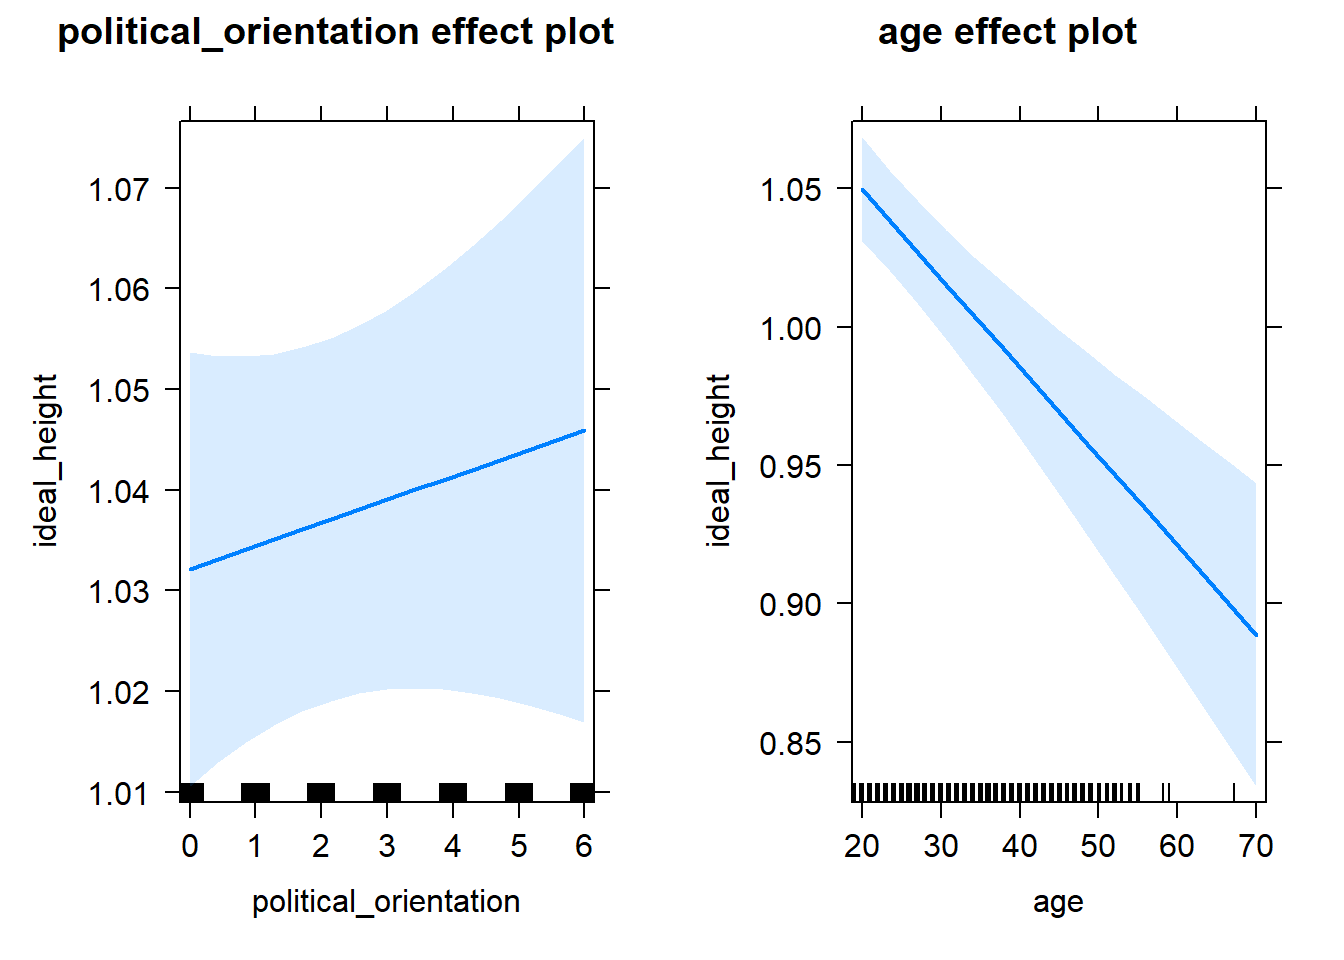 political_orientation effect plot
ideal_height
1.07
1.06
1.05
1.04
1.03
1.02
1.01
0 1 2 3 4 5 6
political_orientation
age effect plot
ideal_height
1.05
1.00
0.95
0.90
0.85
20 30 40 50 60 70
age